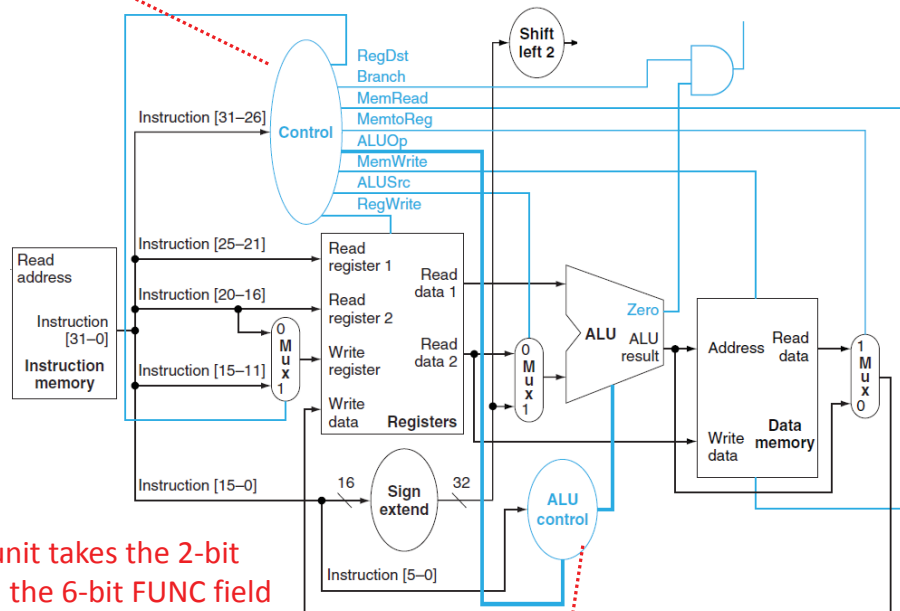 Shift
left 2
RegDst
Branch
MemRead
MemtoReg
ALUOp
MemWrite
ALUSrc
RegWrite
Control
Instruction [31–26]
Instruction [25–21]
Instruction [20–16]
Instruction [15–11]
Instruction [15–0]
Read
address
Instruction
[31–0]
Instruction
memory
0
M
u
x
1
Read
register 1
Read
register 2
Write
register
Write
data
Read
data 1
Read
data 2
Registers
0
M
u
x
1
Zero
ALU
ALU
result
Address
Read
data
Write
data
Data
memory
1
M
u
x
0
16
Sign
extend
32
ALU
control
Instruction [5–0]
unit takes the 2-bit
the 6-bit FUNC field